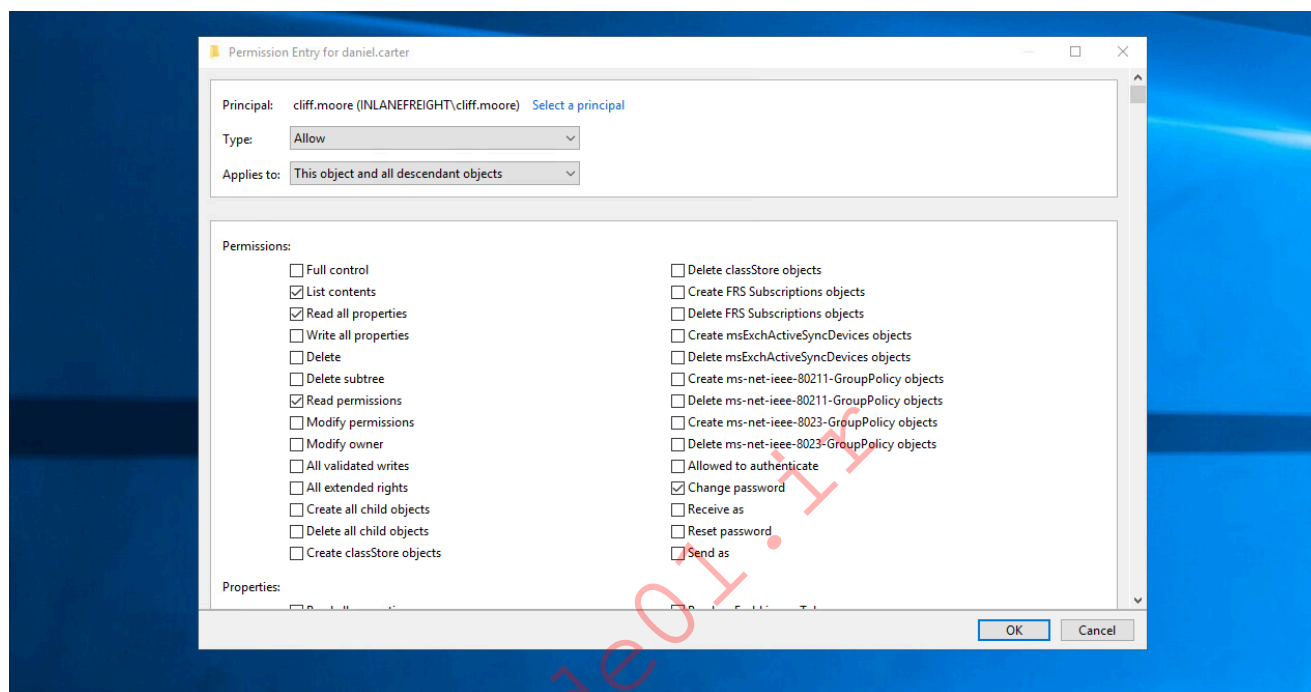 Permission Entry for daniel.carter
Principal: cliff.moore (INLANEFREIGHT\cliff.moore) Select a principal
Type: Allow
Applies to: This object and all descendant objects
Permissions:
Full control
List contents
Read all properties
Write all properties
Delete
Delete subtree
Read permissions
Modify permissions
Modify owner
All validated writes
All extended rights
Create all child objects
Delete all child objects
Create classStore objects
Delete classStore objects
Create FRS Subscriptions objects
Delete FRS Subscriptions objects
Create msExchActiveSyncDevices objects
Delete msExchActiveSyncDevices objects
Create ms-net-ieee-80211-GroupPolicy objects
Delete ms-net-ieee-80211-GroupPolicy objects
Create ms-net-ieee-8023-GroupPolicy objects
Delete ms-net-ieee-8023-GroupPolicy objects
Allowed to authenticate
Change password
Receive as
Reset password
Send as
Properties:
OK Cancel